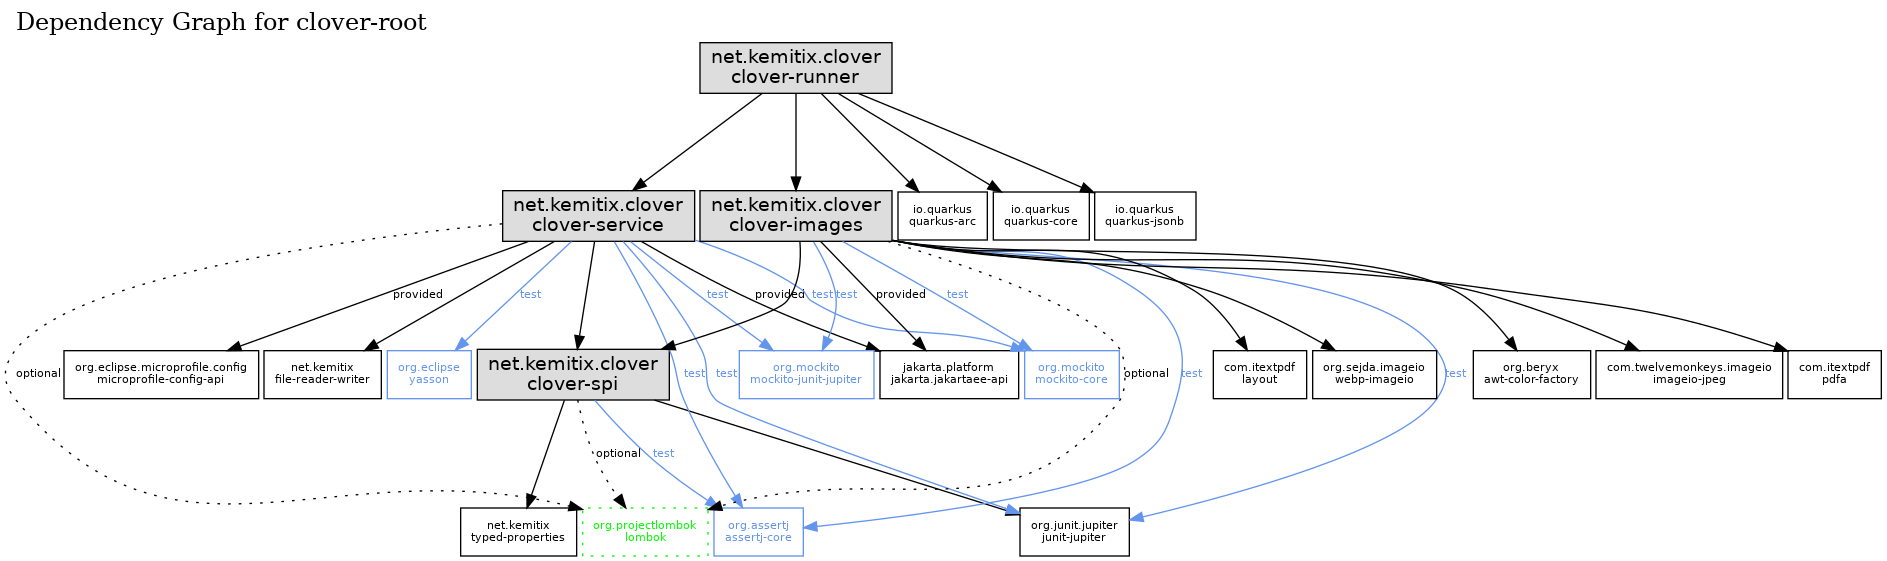 Dependency Graph for clover-root
net.kemitix.clover
clover-runner
net.kemitix.clover
clover-service
net.kemitix.clover
clover-images
io.quarkus
quarkus-arc
io.quarkus
quarkus-core
io.quarkus
quarkus-jsonb
provided
test
test
provided
test
test
provided
test
optional
org.eclipse.microprofile.config
microprofile-config-api
net.kemitix
file-reader-writer
org.eclipse
yasson
net.kemitix.clover
clover-spi
test
test
org.mockito
mockito-junit-jupiter
jakarta.platform
jakarta.jakartaee-api
org.mockito
mockito-core
optional
test
com.itextpdf
layout
org.sejda.imageio
webp-imageio
test
org.beryx
awt-color-factory
com.twelvemonkeys.imageio
imageio-jpeg
com.itextpdf
pdfa
optional
test
net.kemitix
typed-properties
org.projectlombok
lombok
org.assertj
assertj-core
org.junit.jupiter
junit-jupiter